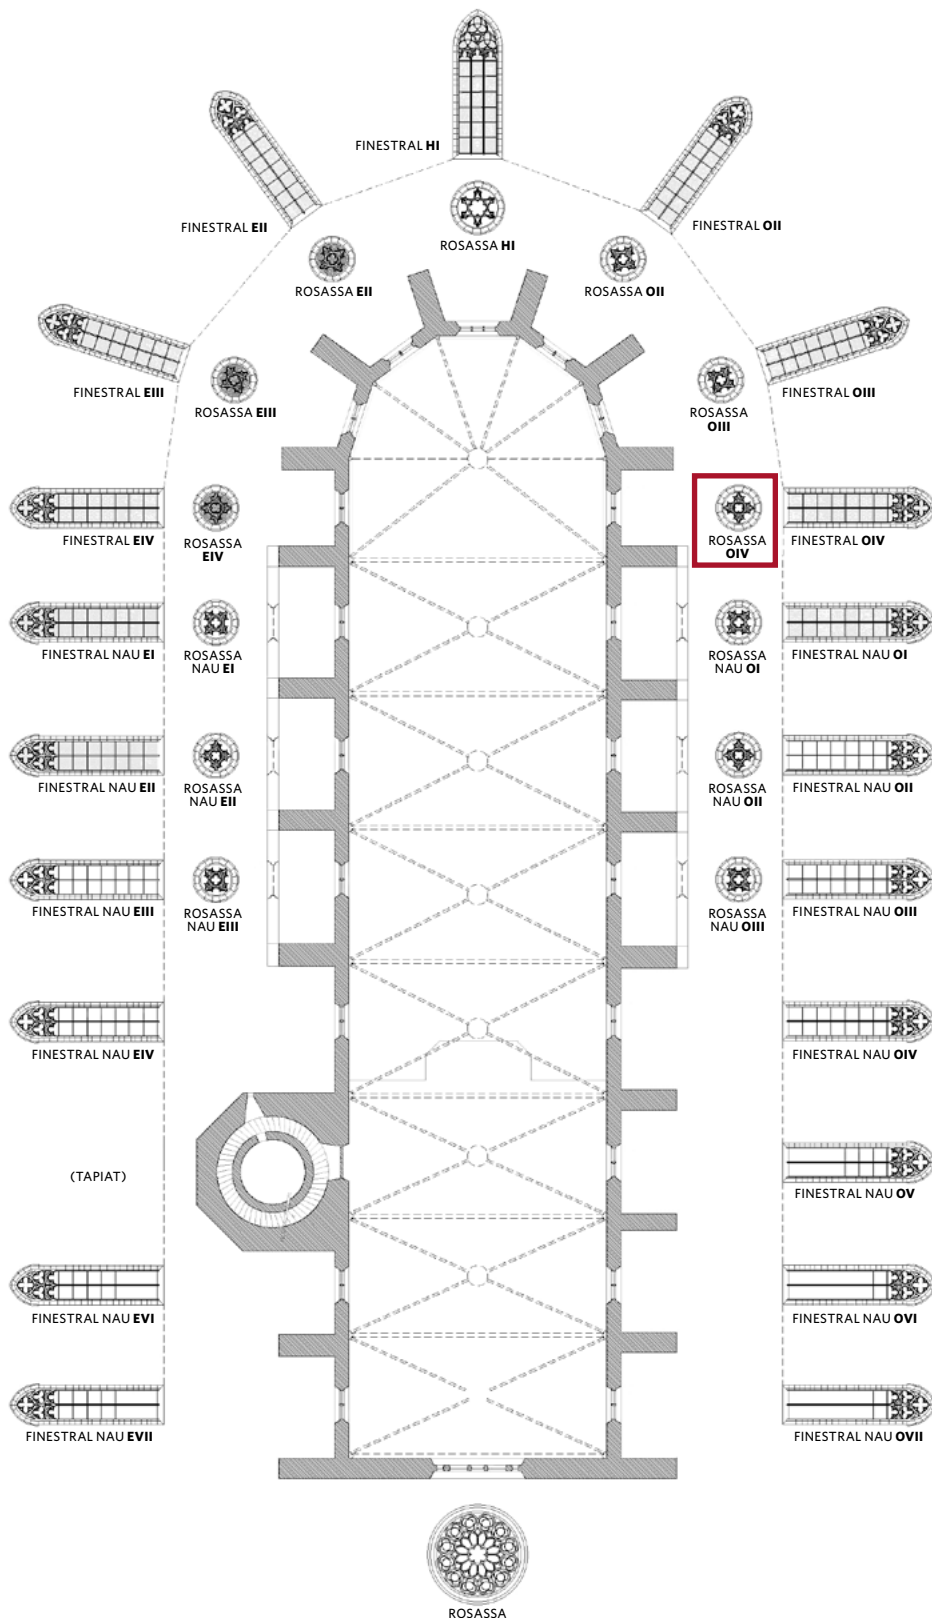 FINESTRAL HI
FINESTRAL EII
FINESTRAL OII
ROSASSA HI
ROSASSA EII
ROSASSA OII
FINESTRAL EIII
ROSASSA EIII
ROSASSA
OIII
FINESTRAL OIII
FINESTRAL EIV
ROSASSA
EIV
ROSASSA
OIV
FINESTRAL OIV
FINESTRAL NAU EI
ROSASSA
NAU EI
ROSASSA
NAU OI
FINESTRAL NAU OI
FINESTRAL NAU EII
ROSASSA
NAU EII
ROSASSA
NAU OII
FINESTRAL NAU OII
FINESTRAL NAU EIII
ROSASSA
NAU EIII
ROSASSA
NAU OIII
FINESTRAL NAU OIII
FINESTRAL NAU EIV
FINESTRAL NAU OIV
(TAPIAT)
FINESTRAL NAU OV
FINESTRAL NAU EVI
FINESTRAL NAU OVI
FINESTRAL NAU EVII
FINESTRAL NAU OVII
ROSASSA